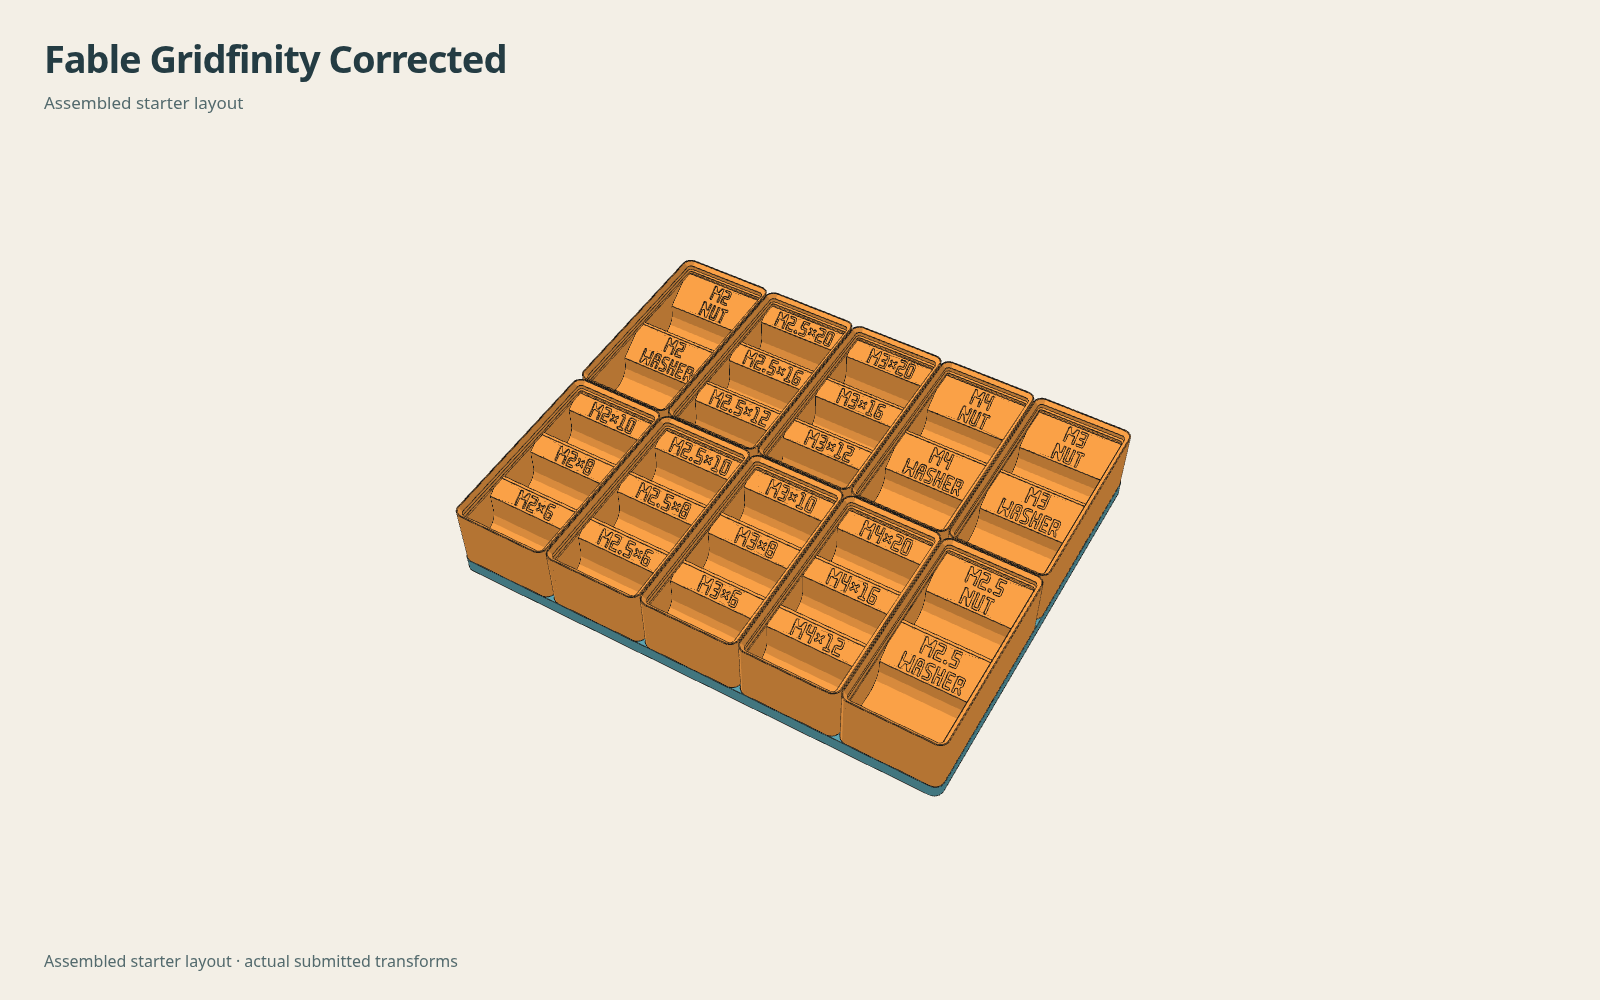 Fable Gridfinity Corrected
Assembled starter layout
M2
NUT
M2
WASHER
M2.5×20
M2.5×16
M2.5×12
M3×20
M3×16
M3×12
M4
NUT
M4
WASHER
M3
NUT
M3
WASHER
M2×10
M2×8
M2×6
M2.5×10
M2.5×8
M2.5×6
M3×10
M3×8
M3×6
M4×20
M4×16
M4×12
M2.5
NUT
M2.5
WASHER
Assembled starter layout · actual submitted transforms